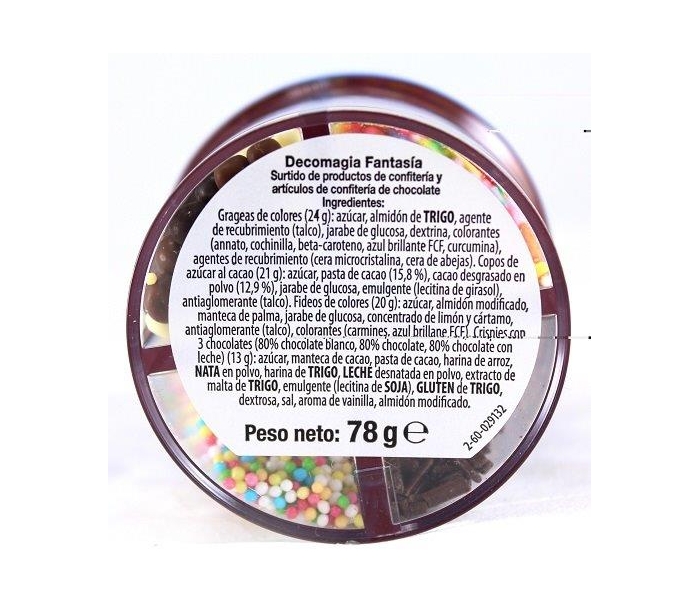 Decomagia Fantasía
Surtido de productos de confitería y
artículos de confitería de chocolate
Ingredientes:
Grageas de colores (24 g): azúcar, almidón de TRIGO, agente
de recubrimiento (talco), jarabe de glucosa, dextrina, colorantes
(annato, cochinilla, beta-caroteno, azul brillante FCF, curcumina),
agentes de recubrimiento (cera microcristalina, cera de abejas). Copos de
azúcar al cacao (21 g): azúcar, pasta de cacao (15,8 %), cacao desgrasado en
polvo (12,9 %), jarabe de glucosa, emulgente (lecitina de girasol),
antiaglomerante (talco). Fideos de colores (20 g): azúcar, almidón modificado,
manteca de palma, jarabe de glucosa, concentrado de limón y cártamo,
antiaglomerante (talco), colorantes (carmines, azul brillane FCF). Crispies con
3 chocolates (80% chocolate blanco, 80% chocolate, 80% chocolate con
leche) (13 g): azúcar, manteca de cacao, pasta de cacao, harina de arroz,
NATA en polvo, harina de TRIGO, LECHE desnatada en polvo, extracto de
malta de TRIGO, emulgente (lecitina de SOJA), GLUTEN de TRIGO,
dextrosa, sal, aroma de vainilla, almidón modificado.
Peso neto: 78 g ℮
2-60-029132